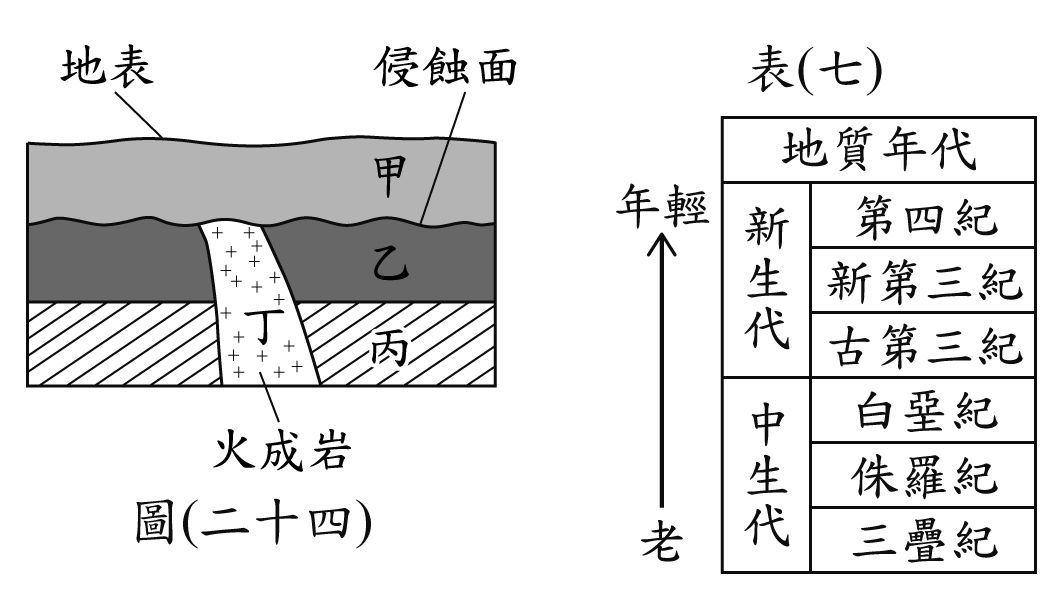 地表
侵蝕面
甲
乙
丁
丙
火成岩
圖(二十四)
表(七)
地質年代
年輕
老
新生代
第四紀
新第三紀
古第三紀
中生代
白堊紀
侏羅紀
三疊紀